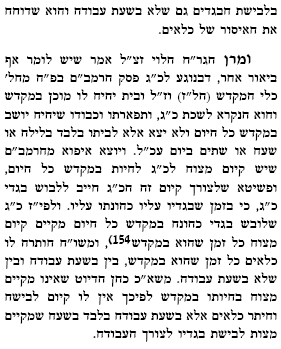 בלבישת הבגדים גם שלא בשעת עבודה והוא שדוחה
את האיסור של כלאים.
ומרן הגר"ח הלוי זצ"ל אמר שיש לומר אף
ביאור אחר, דבנוגע לכ"ג פסק הרמב"ם בפ"ה מהל'
כלי המקדש (הל"ז) וז"ל ובית יהיה לו מוכן במקדש
והוא הנקרא לשכת כ"ג, ותפארתו וכבודו שיהיה יושב
במקדש כל היום ולא יצא אלא לביתו בלבד בלילה או
שעה או שתים ביום עכ"ל. ויוצא איפוא מהרמב"ם
שיש קיום מצוה לכ"ג להיות במקדש כל היום,
ופשיטא שלצורך קיום זה הכ"ג חייב ללבוש בגדי
כ"ג, כי בזמן שבגדיו עליו כהונתו עליו. ולפי"ז כ"ג
שלובש בגדי כהונה במקדש כל היום מקיים קיום
מצוה כל זמן שהוא במקדש154), ומשו"ה הותרה לו
כלאים כל זמן שהוא במקדש, בין בשעת עבודה ובין
שלא בשעת עבודה. משא"כ כהן הדיוט שאינו מקיים
מצוה בהיותו במקדש לפיכך אין לו קיום לבישה
והיתר כלאים אלא בשעת עבודה בלבד בשעה שמקיים
מצות לבישת בגדיו לצורך העבודה.